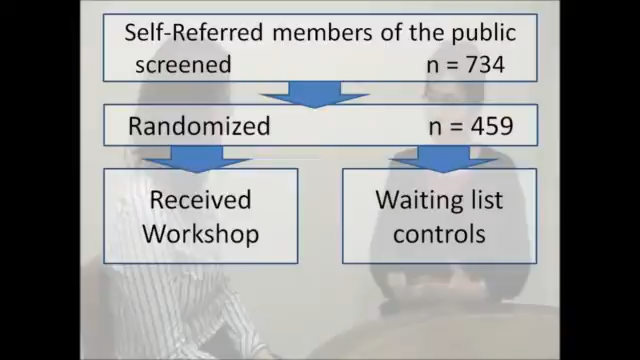 Self-Referred members of the public
screened n = 734
Randomized n = 459
Received
Workshop
Waiting list
controls